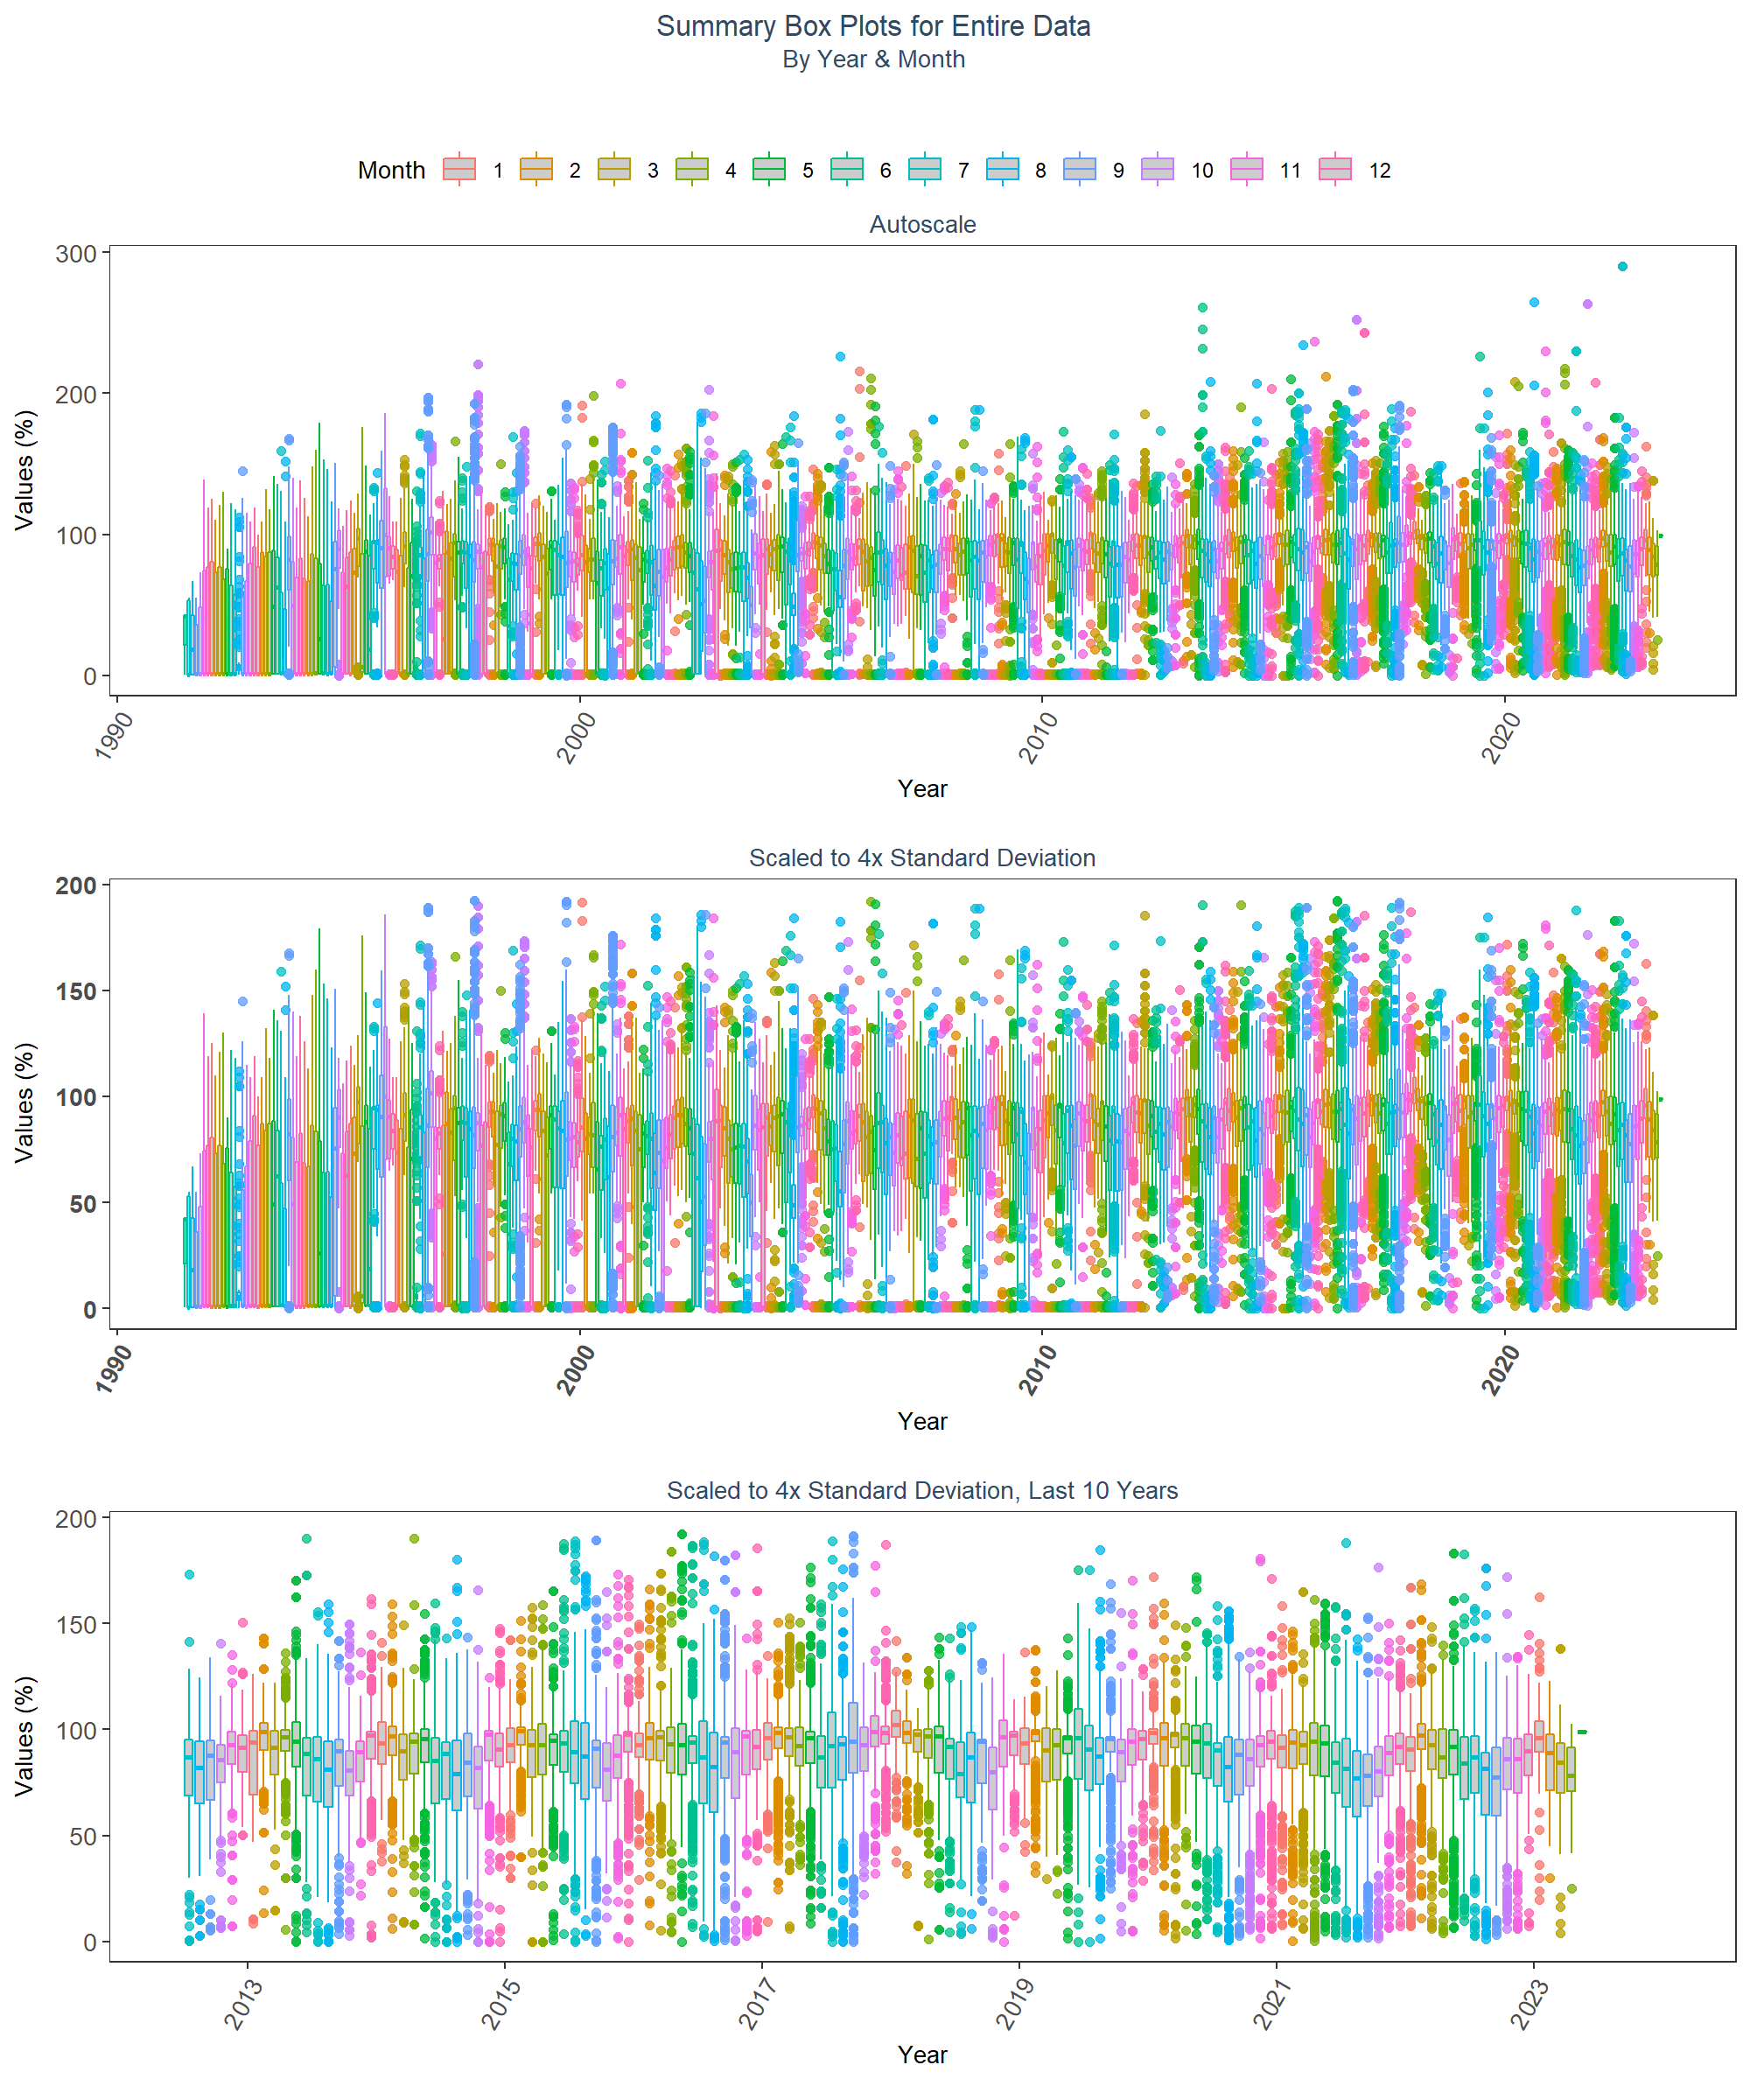 Summary Box Plots for Entire Data
By Year & Month
Month 1 2 3 4 5 6 7 8 9 10 11 12
Autoscale
Values (%)
300
200
100
0
1990 2000 2010 2020
Year
Scaled to 4x Standard Deviation
Values (%)
200
150
100
50
0
1990 2000 2010 2020
Year
Scaled to 4x Standard Deviation, Last 10 Years
Values (%)
200
150
100
50
0
2013 2015 2017 2019 2021 2023
Year